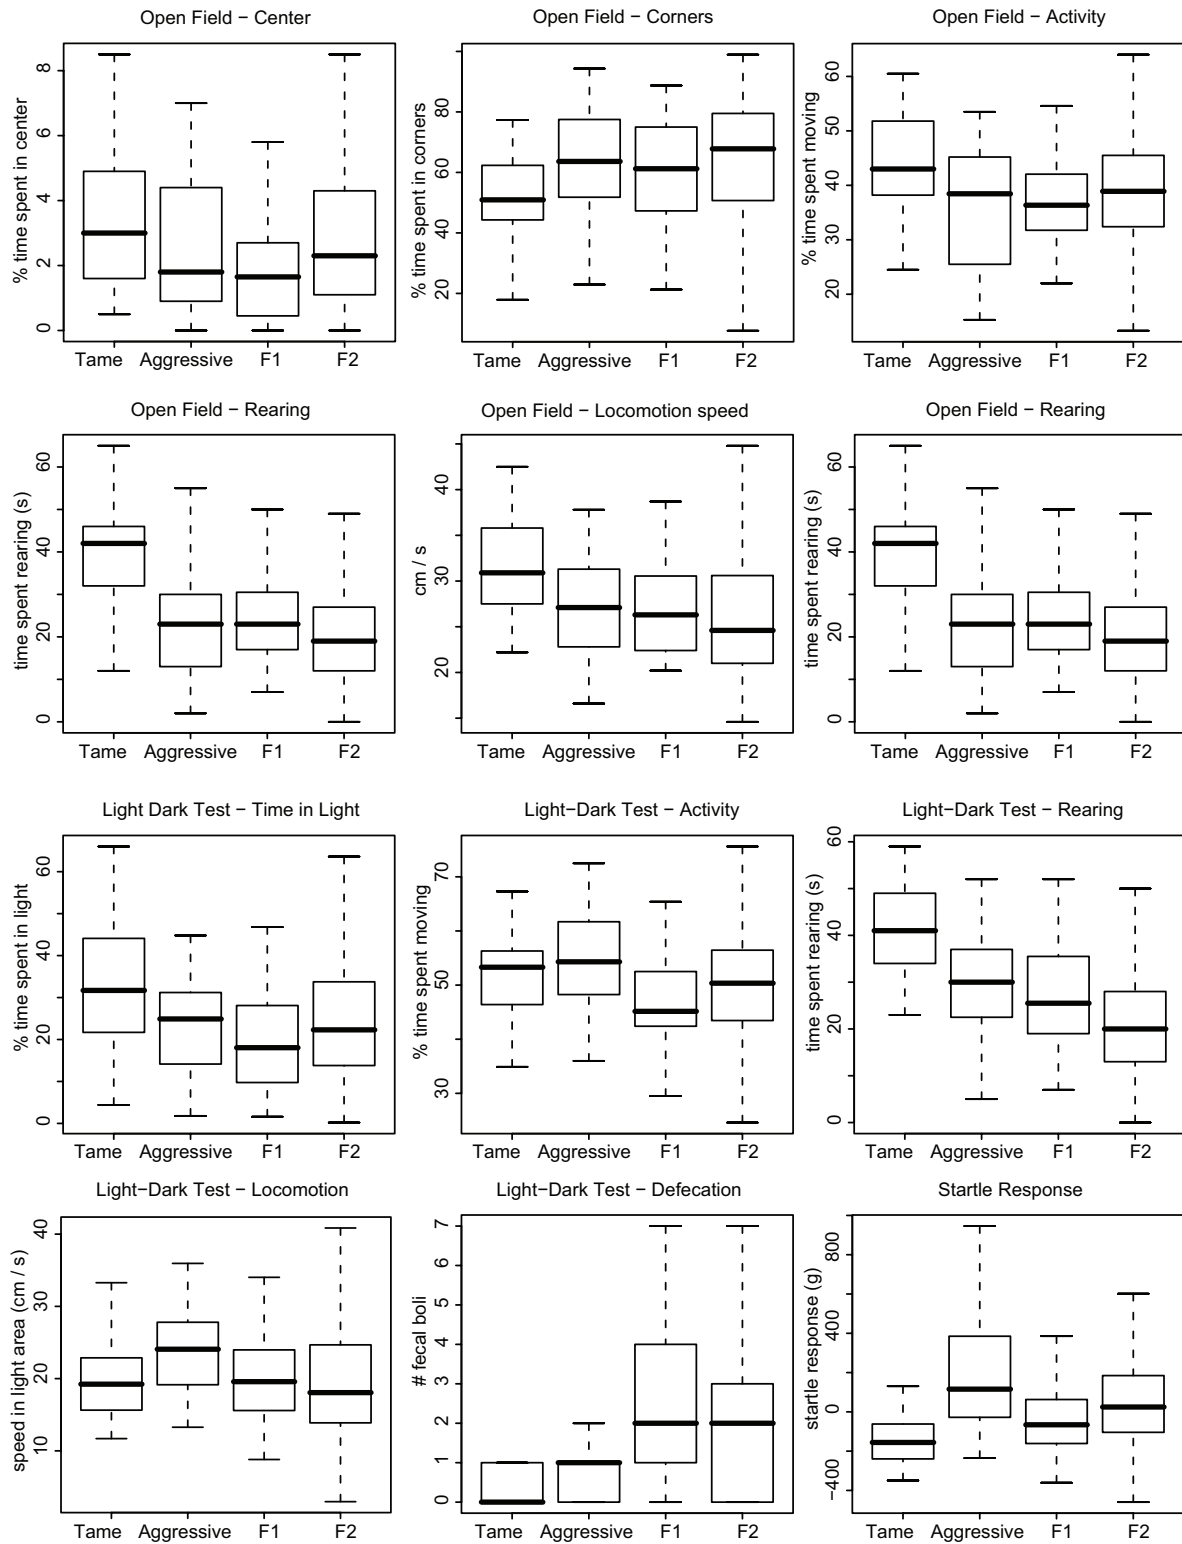 Open Field − Center
Open Field − Corners
Open Field − Activity
% time spent in center
0 2 4 6 8
Tame Aggressive F1 F2
% time spent in corners
20 40 60 80
Tame Aggressive F1 F2
% time spent moving
20 30 40 50 60
Tame Aggressive F1 F2
Open Field − Rearing
Open Field − Locomotion speed
Open Field − Rearing
time spent rearing (s)
0 20 40 60
Tame Aggressive F1 F2
cm / s
20 30 40
Tame Aggressive F1 F2
time spent rearing (s)
0 20 40 60
Tame Aggressive F1 F2
Light Dark Test − Time in Light
Light−Dark Test − Activity
Light−Dark Test − Rearing
% time spent in light
0 20 40 60
Tame Aggressive F1 F2
% time spent moving
30 50 70
Tame Aggressive F1 F2
time spent rearing (s)
0 20 40 60
Tame Aggressive F1 F2
Light−Dark Test − Locomotion
Light−Dark Test − Defecation
Startle Response
speed in light area (cm / s)
10 20 30 40
Tame Aggressive F1 F2
# fecal boli
0 1 2 3 4 5 6 7
Tame Aggressive F1 F2
startle response (g)
−400 0 400 800
Tame Aggressive F1 F2